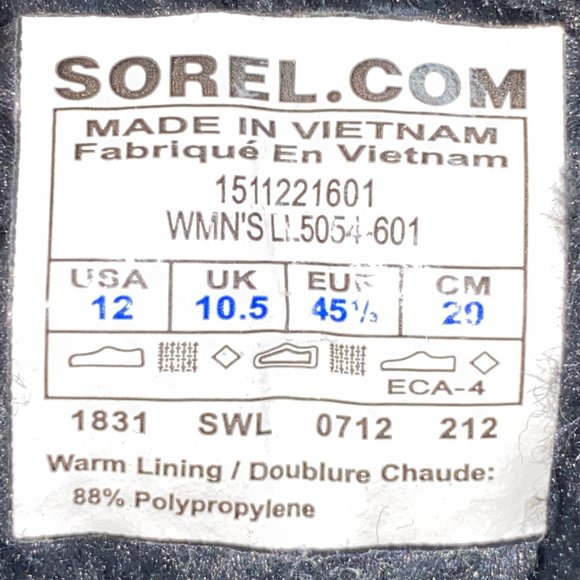 SOREL.COM
MADE IN VIETNAM
Fabriqué En Vietnam
1511221601
WMN'S LL5054-601
USA UK EUR CM
12 10.5 45⅓ 29
ECA-4
1831 SWL 0712 212
Warm Lining / Doublure Chaude:
88% Polypropylene